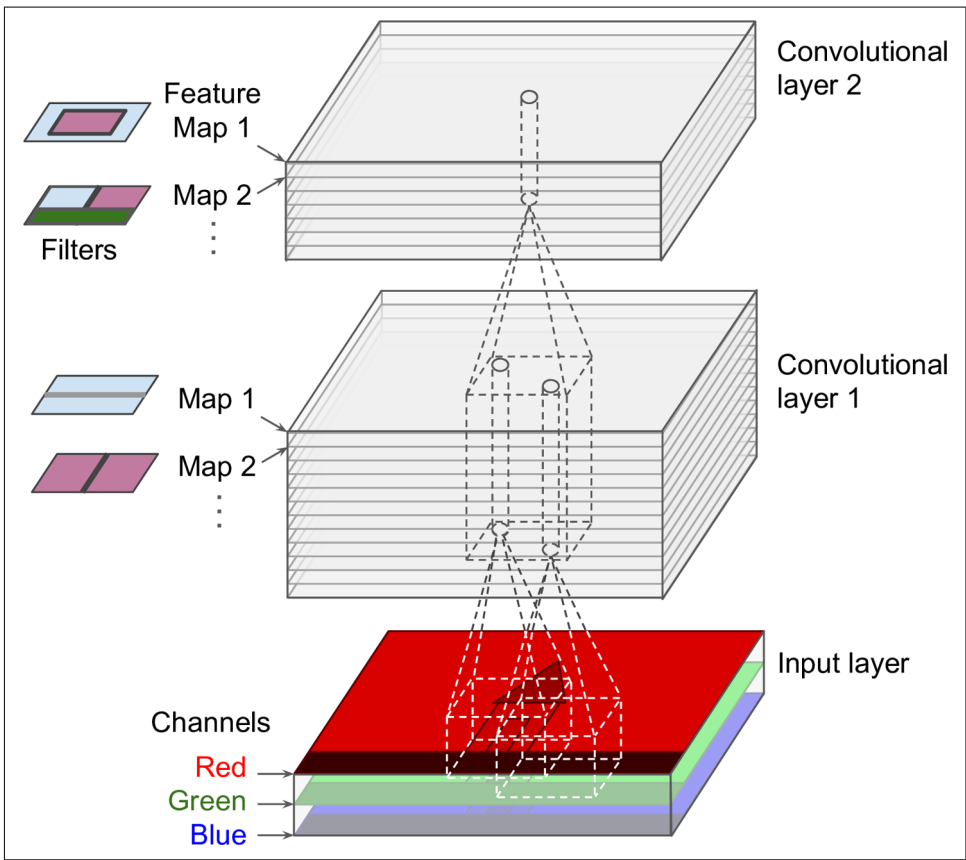 Convolutional
layer 2
Feature
Map 1
Map 2
Filters
Convolutional
layer 1
Map 1
Map 2
Input layer
Channels
Red
Green
Blue